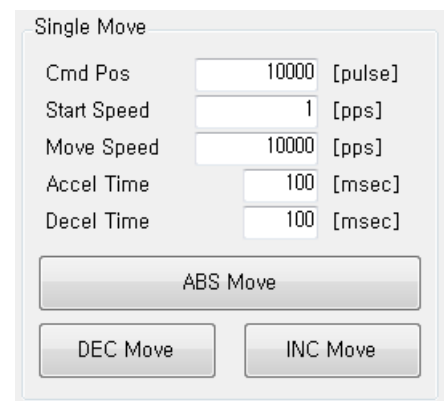 Single Move
Cmd Pos 10000 [pulse]
Start Speed 1 [pps]
Move Speed 10000 [pps]
Accel Time 100 [msec]
Decel Time 100 [msec]
ABS Move
DEC Move INC Move